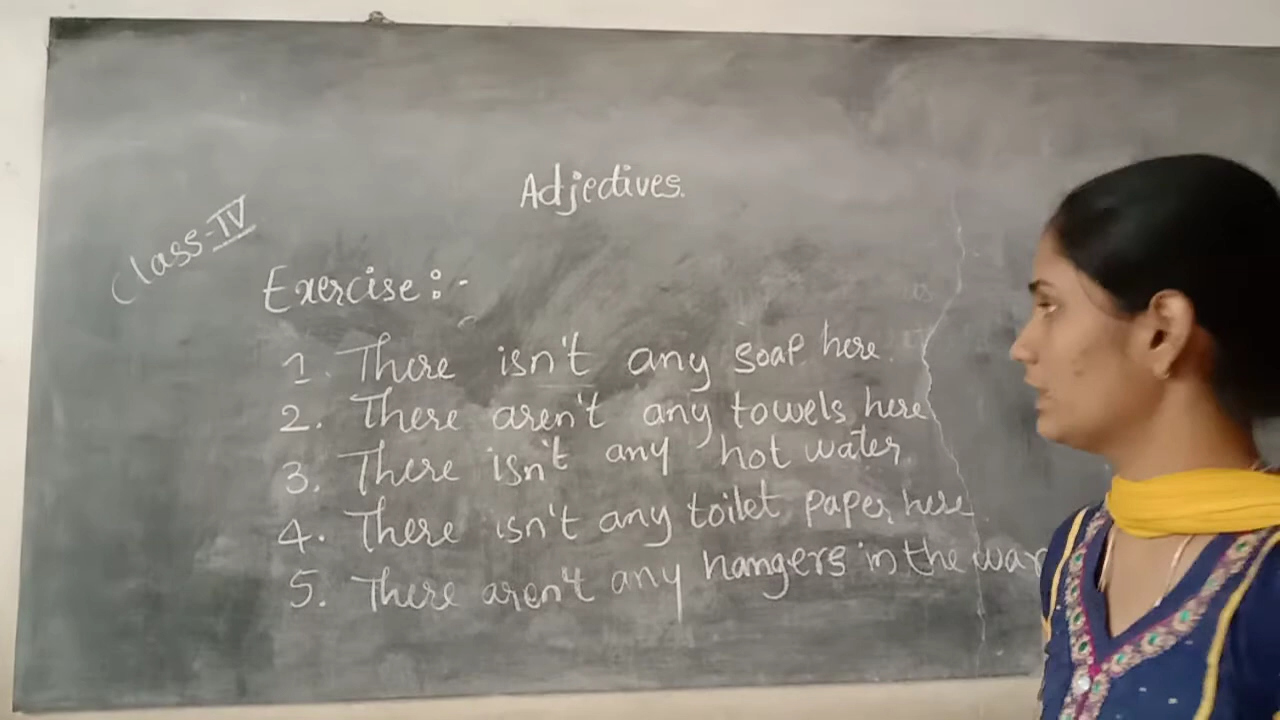 Adjectives.
Class-IV
Exercise:-
1. There isn't any soap here.
2. There aren't any towels here
3. There isn't any hot water.
4. There isn't any toilet paper here.
5. There aren't any hangers in the